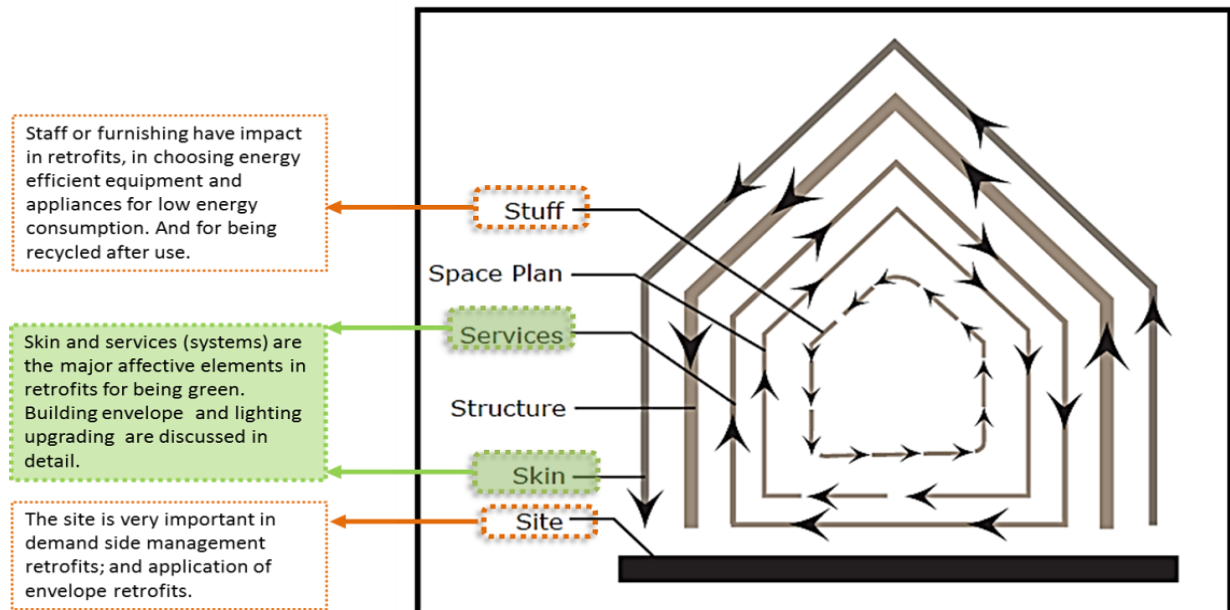 Staff or furnishing have impact
in retrofits, in choosing energy
efficient equipment and
appliances for low energy
consumption. And for being
recycled after use.
Skin and services (systems) are
the major affective elements in
retrofits for being green.
Building envelope and lighting
upgrading are discussed in
detail.
The site is very important in
demand side management
retrofits; and application of
envelope retrofits.
Stuff
Space Plan
Services
Structure
Skin
Site